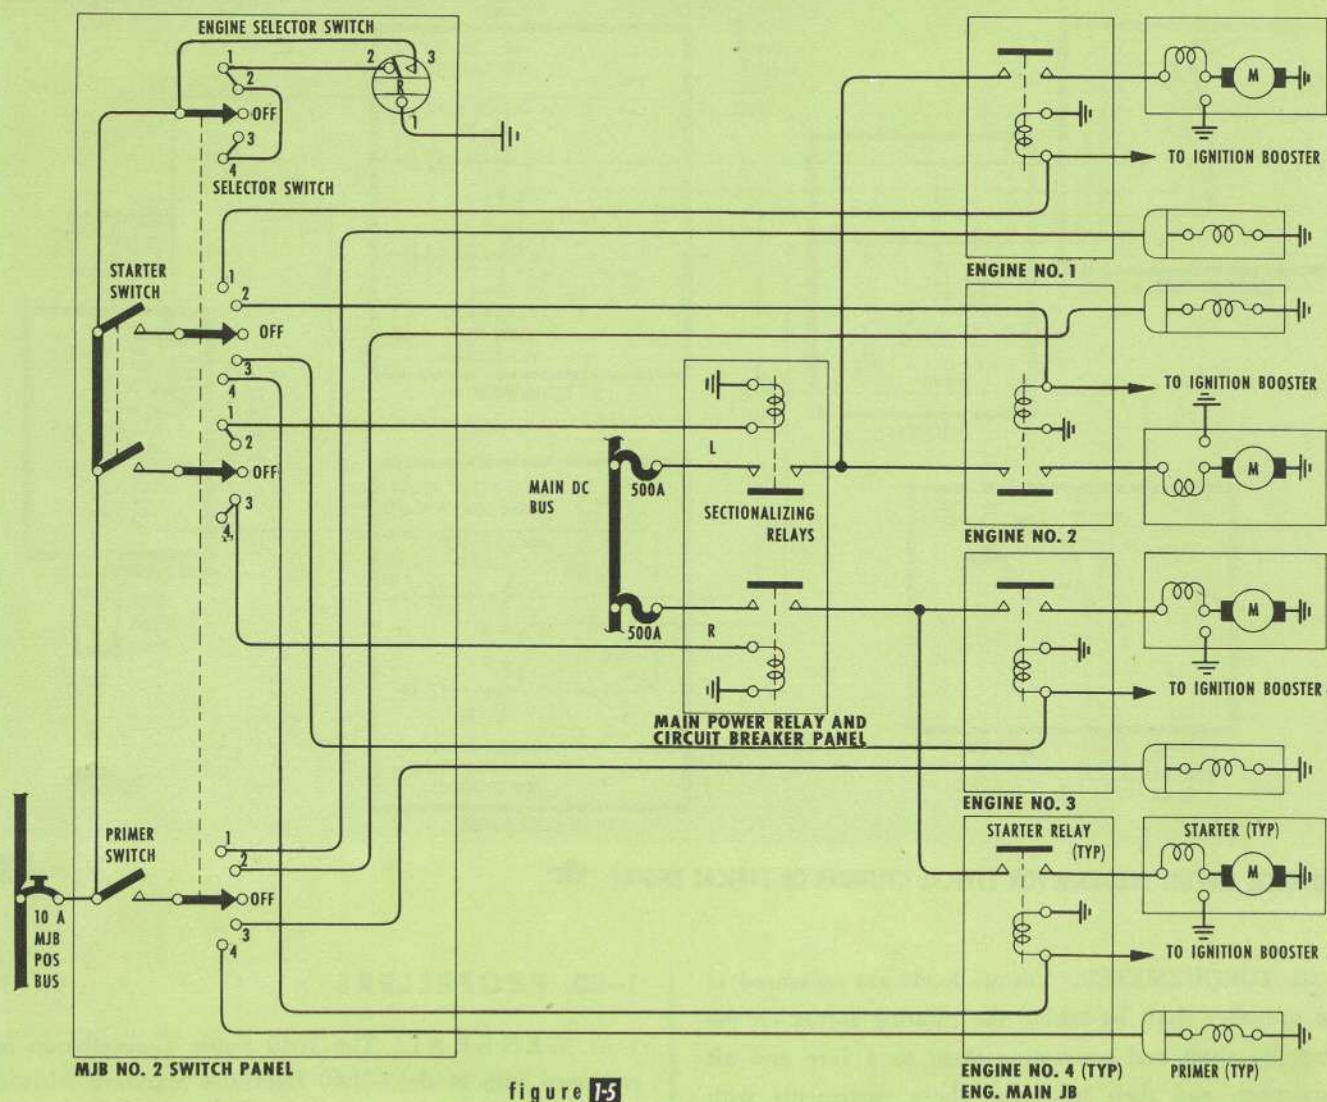 ENGINE SELECTOR SWITCH
1
2
3
2
R
OFF
1
3
4
SELECTOR SWITCH
M
TO IGNITION BOOSTER
ENGINE NO. 1
STARTER
SWITCH
1
2
OFF
3
4
1
2
OFF
3
4
MAIN DC
BUS
500A
L
SECTIONALIZING
RELAYS
500A
R
MAIN POWER RELAY AND
CIRCUIT BREAKER PANEL
TO IGNITION BOOSTER
M
ENGINE NO. 2
M
TO IGNITION BOOSTER
ENGINE NO. 3
PRIMER
SWITCH
1
2
OFF
3
4
10 A
MJB
POS
BUS
STARTER RELAY
(TYP)
STARTER (TYP)
M
TO IGNITION BOOSTER
MJB NO. 2 SWITCH PANEL
ENGINE NO. 4 (TYP)
ENG. MAIN JB
PRIMER (TYP)
figure 1-5